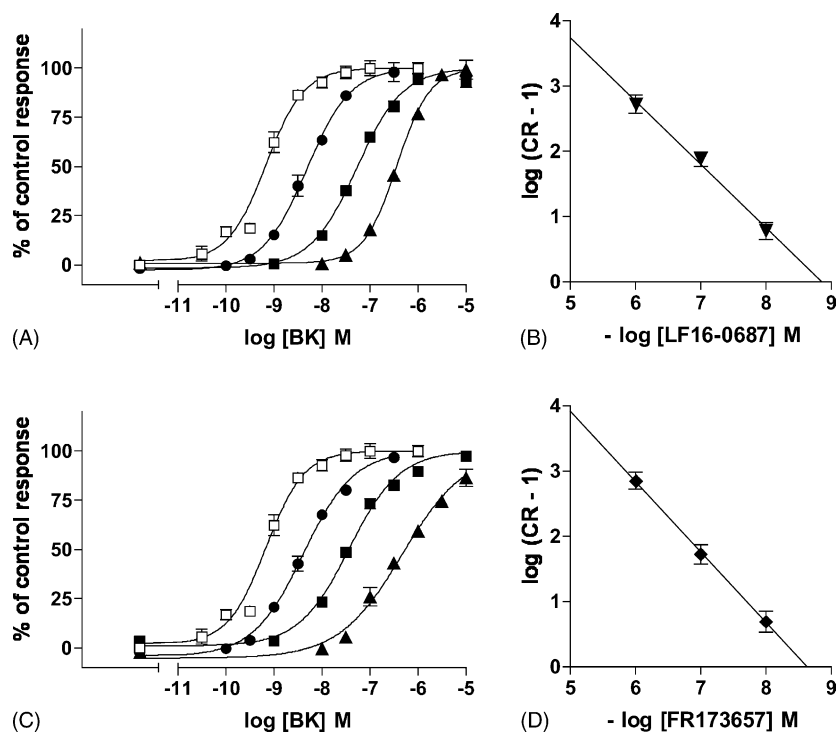 % of control response
100
75
50
25
0
-11 -10 -9 -8 -7 -6 -5
log [BK] M
(A)
log (CR - 1)
4
3
2
1
0
5 6 7 8 9
- log [LF16-0687] M
(B)
% of control response
100
75
50
25
0
-11 -10 -9 -8 -7 -6 -5
log [BK] M
(C)
log (CR - 1)
4
3
2
1
0
5 6 7 8 9
- log [FR173657] M
(D)